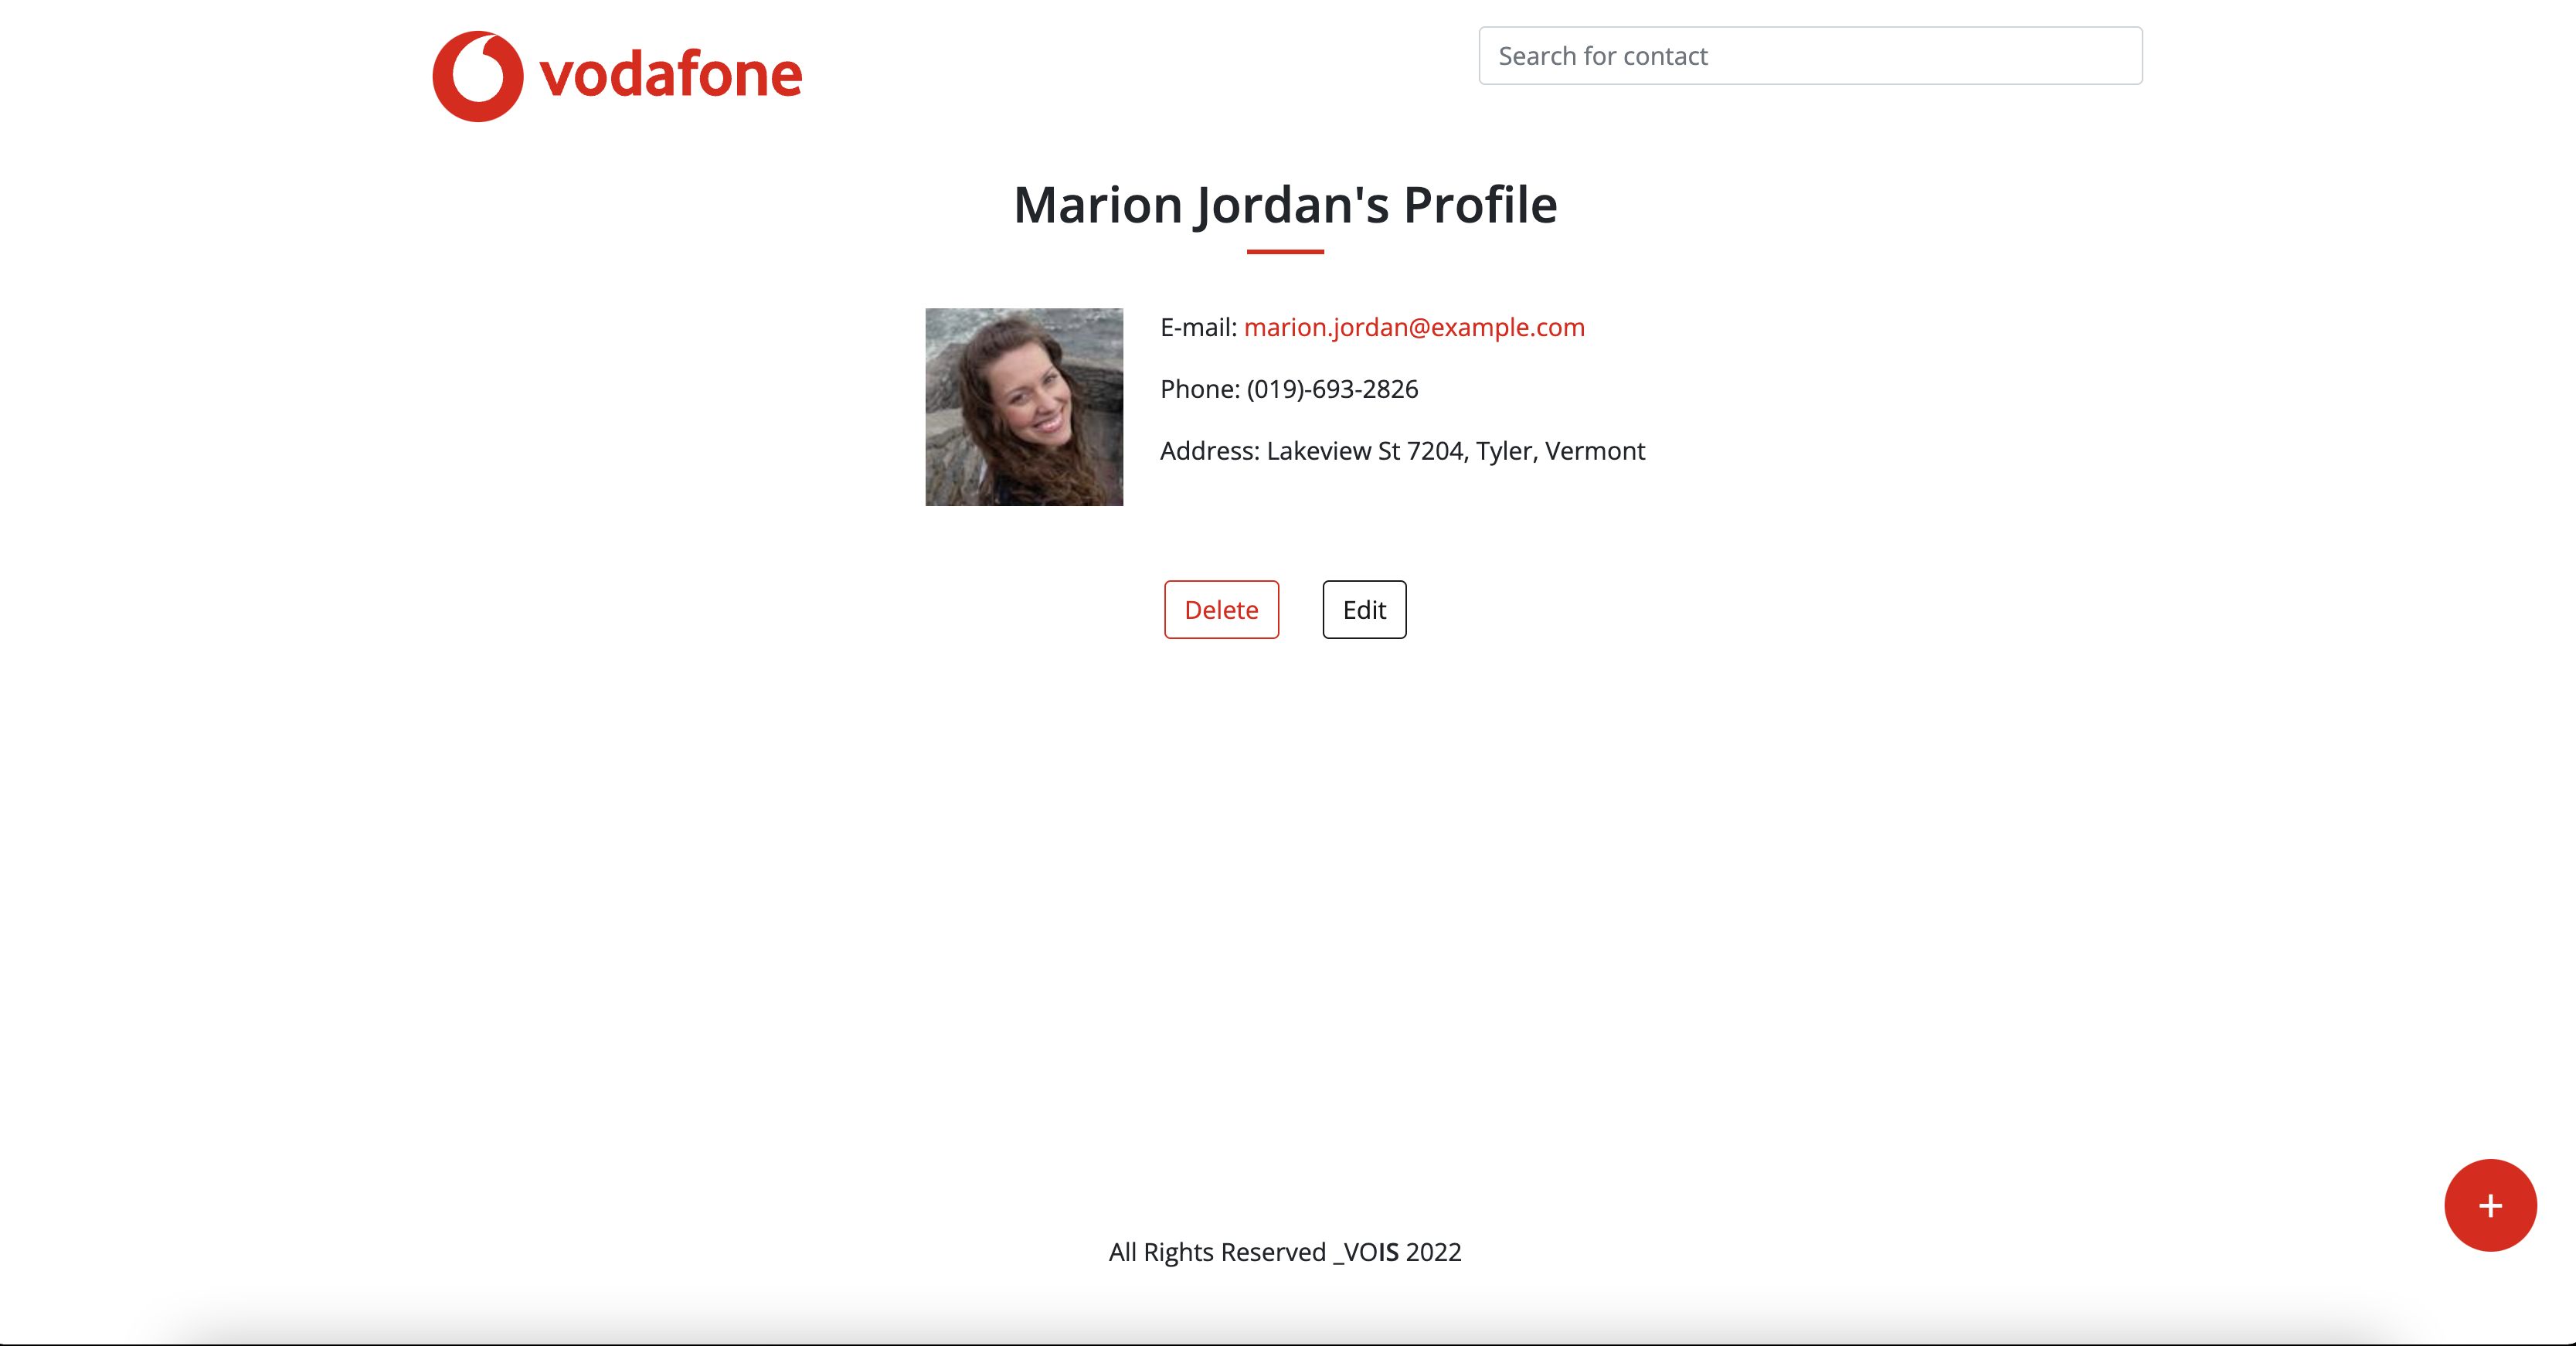 vodafone
Search for contact
Marion Jordan's Profile
E-mail: marion.jordan@example.com
Phone: (019)-693-2826
Address: Lakeview St 7204, Tyler, Vermont
Delete
Edit
+
All Rights Reserved _VOIS 2022